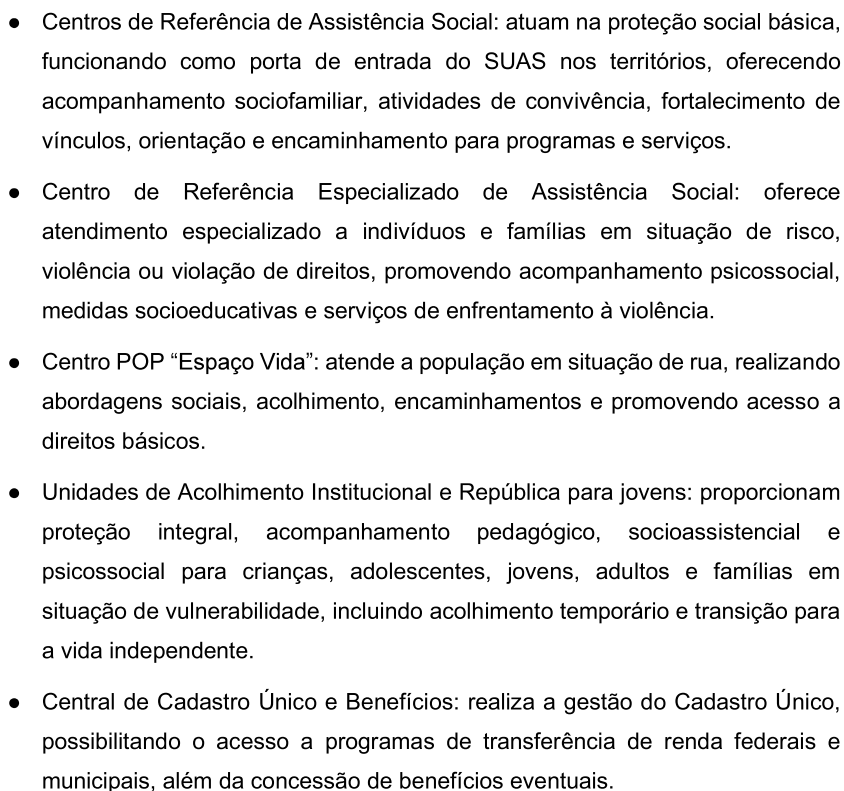 ● Centros de Referência de Assistência Social: atuam na proteção social básica,
funcionando como porta de entrada do SUAS nos territórios, oferecendo
acompanhamento sociofamiliar, atividades de convivência, fortalecimento de
vínculos, orientação e encaminhamento para programas e serviços.
● Centro de Referência Especializado de Assistência Social: oferece
atendimento especializado a indivíduos e famílias em situação de risco,
violência ou violação de direitos, promovendo acompanhamento psicossocial,
medidas socioeducativas e serviços de enfrentamento à violência.
● Centro POP “Espaço Vida”: atende a população em situação de rua, realizando
abordagens sociais, acolhimento, encaminhamentos e promovendo acesso a
direitos básicos.
● Unidades de Acolhimento Institucional e República para jovens: proporcionam
proteção integral, acompanhamento pedagógico, socioassistencial e
psicossocial para crianças, adolescentes, jovens, adultos e famílias em
situação de vulnerabilidade, incluindo acolhimento temporário e transição para
a vida independente.
● Central de Cadastro Único e Benefícios: realiza a gestão do Cadastro Único,
possibilitando o acesso a programas de transferência de renda federais e
municipais, além da concessão de benefícios eventuais.